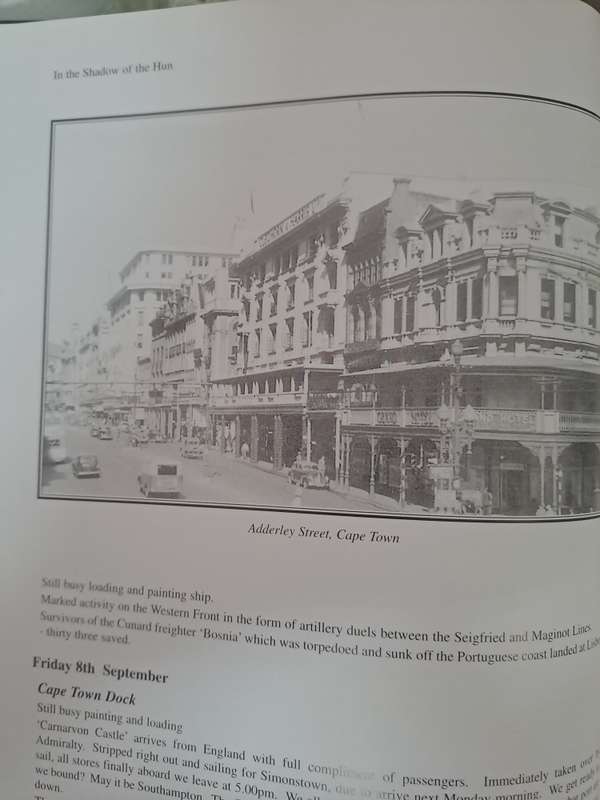 In the Shadow of the Hun
Adderley Street, Cape Town
Still busy loading and painting ship.
Marked activity on the Western Front in the form of artillery duels between the Seigfried and Maginot Lines.
Survivors of the Cunard freighter ‘Bosnia’ which was torpedoed and sunk off the Portuguese coast landed at
- thirty three saved.
Friday 8th September
Cape Town Dock
Still busy painting and loading
‘Carnarvon Castle’ arrives from England with full compliment of passengers. Immediately taken over
Admiralty. Stripped right out and sailing for Simonstown, due to arrive next Monday morning. We get ready
sail, all stores finally aboard we leave at 5.00pm. We
we bound? May it be Southampton.
down.